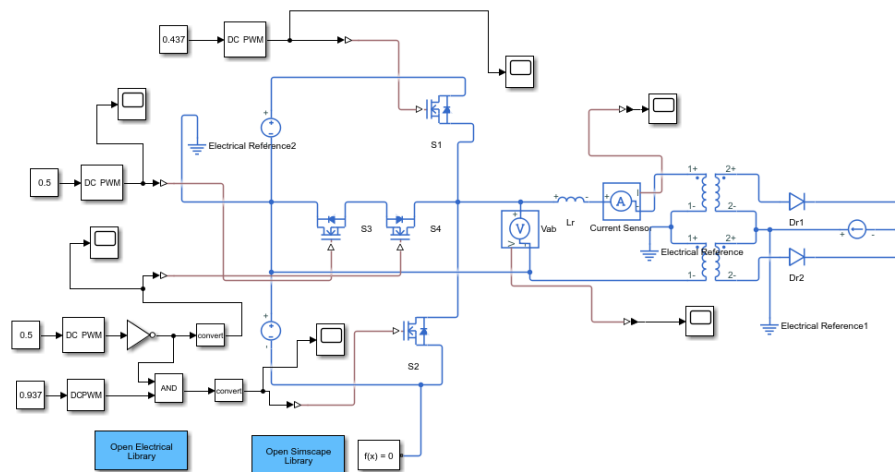 0.437
DC PWM
S1
Electrical Reference2
0.5
DC PWM
S3
S4
Vab
V
V
Lr
A
I
Current Sensor
1+
2+
1-
2-
1+
2+
1-
2-
Dr1
Dr2
Electrical Reference
Electrical Reference1
0.5
DC PWM
convert
0.937
DCPWM
AND
convert
S2
Open Electrical
Library
Open Simscape
Library
f(x) = 0